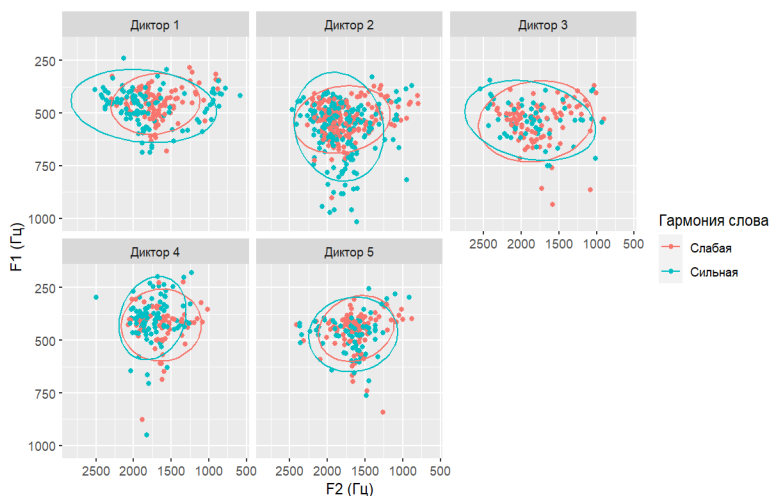 Диктор 1
Диктор 2
Диктор 3
250
500
750
1000
2500 2000 1500 1000 500
Диктор 4
Диктор 5
250
500
750
1000
2500 2000 1500 1000 500
2500 2000 1500 1000 500
F1 (Гц)
F2 (Гц)
Гармония слова
Слабая
Сильная